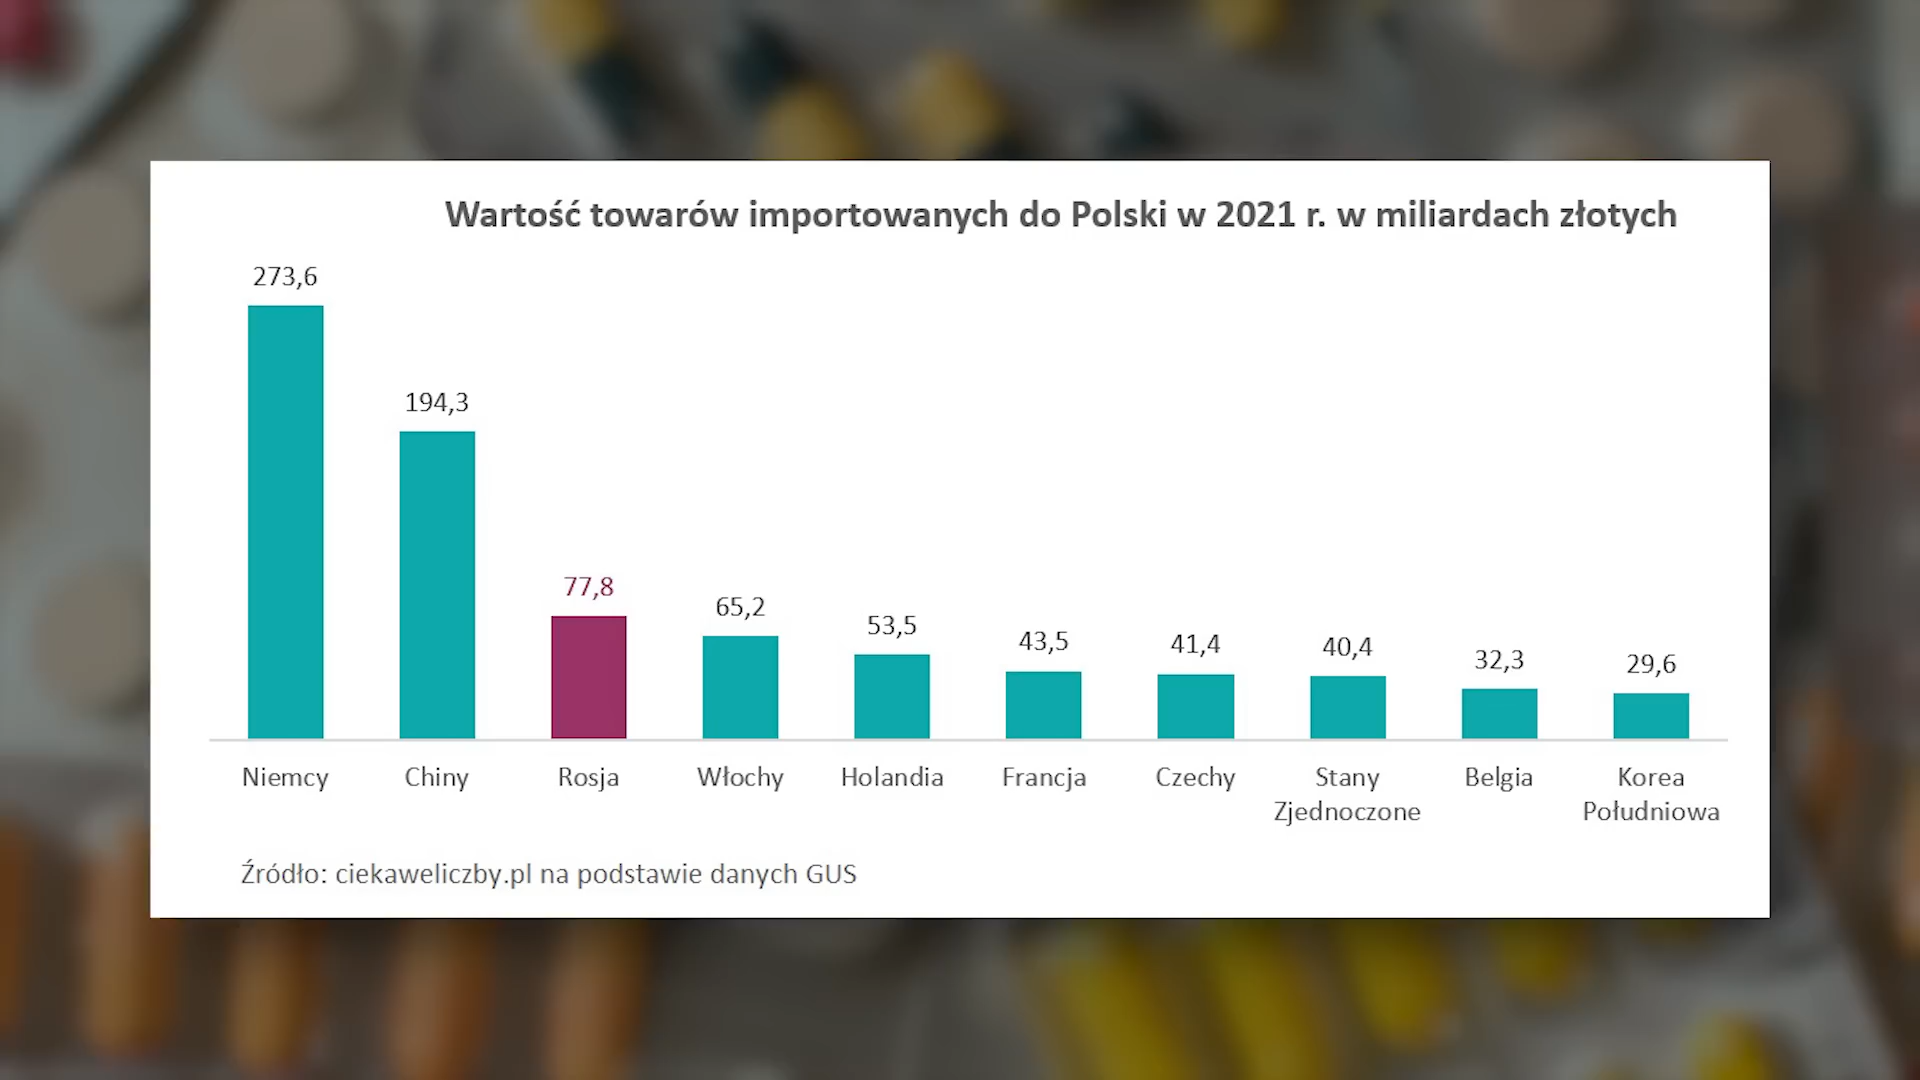 Wartość towarów importowanych do Polski w 2021 r. w miliardach złotych
273,6
194,3
77,8
65,2
53,5
43,5
41,4
40,4
32,3
29,6
Niemcy
Chiny
Rosja
Włochy
Holandia
Francja
Czechy
Stany
Zjednoczone
Belgia
Korea
Południowa
Źródło: ciekaweliczby.pl na podstawie danych GUS